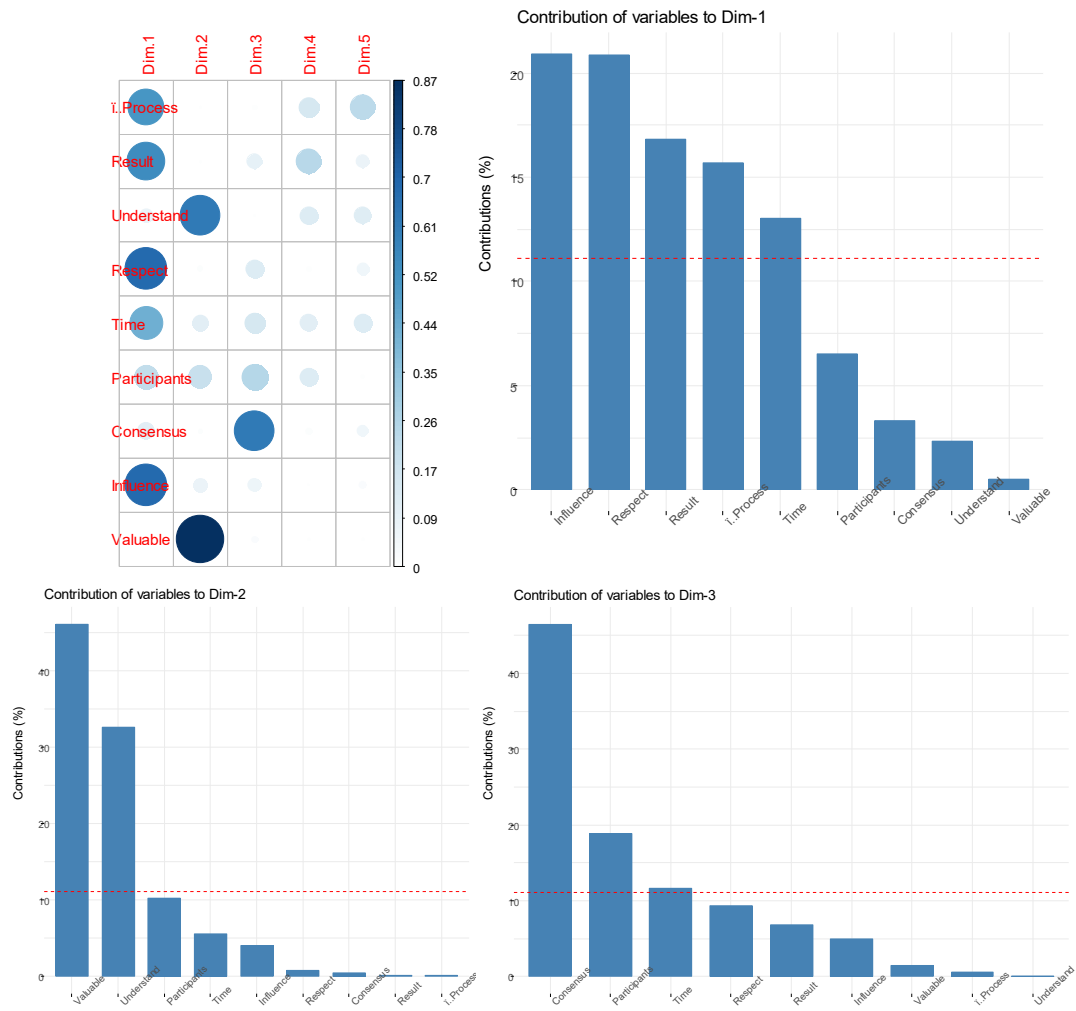 Dim.1 Dim.2 Dim.3 Dim.4 Dim.5
ï..Process
Result
Understand
Respect
Time
Participants
Consensus
Influence
Valuable
0.87
0.78
0.7
0.61
0.52
0.44
0.35
0.26
0.17
0.09
0
Contribution of variables to Dim-1
Contributions (%)
20
15
10
5
0
Influence Respect Result ï..Process Time Participants Consensus Understand Valuable
Contribution of variables to Dim-2
Contributions (%)
40
30
20
10
0
Valuable Understand Participants Time Influence Respect Consensus Result ï..Process
Contribution of variables to Dim-3
Contributions (%)
40
30
20
10
0
Consensus Participants Time Respect Result Influence Valuable ï..Process Understand